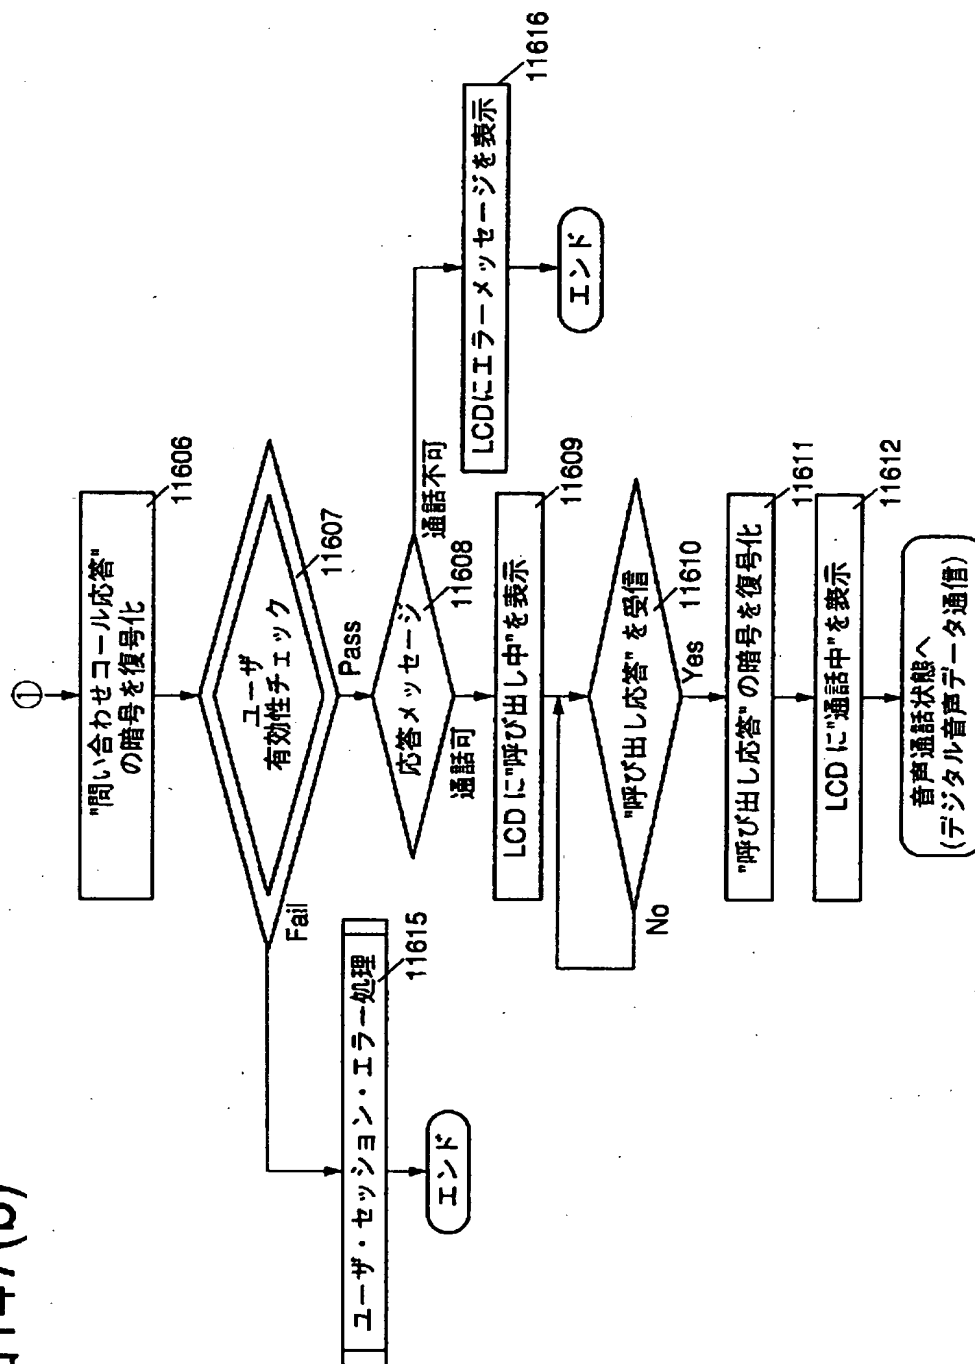 147(b)
①
"問い合わせコール応答"
の暗号を復号化
11606
ユーザ
有効性チェック
11607
Fail
Pass
ユーザ・セッション・エラー処理
11615
エンド
応答メッセージ
11608
通話不可
通話可
LCDにエラーメッセージを表示
11616
エンド
LCDに"呼び出し中"を表示
11609
"呼び出し応答"を受信
11610
No
Yes
"呼び出し応答"の暗号を復号化
11611
LCDに"通話中"を表示
11612
音声通話状態へ
(デジタル音声データ通信)